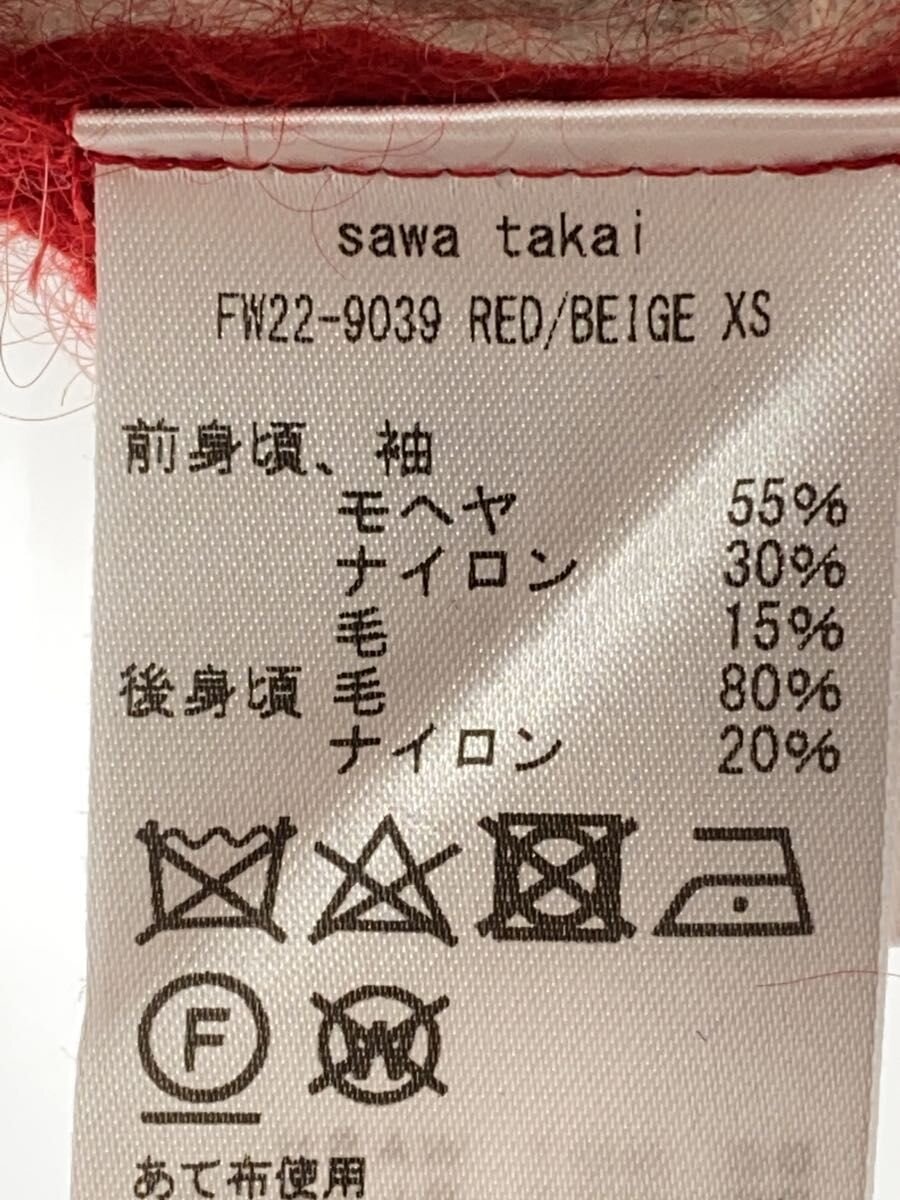 sawa takai
FW22-9039 RED/BEIGE XS
前身頃、袖
モヘヤ 55%
ナイロン 30%
毛 15%
後身頃 毛 80%
ナイロン 20%
F
W
あて布使用